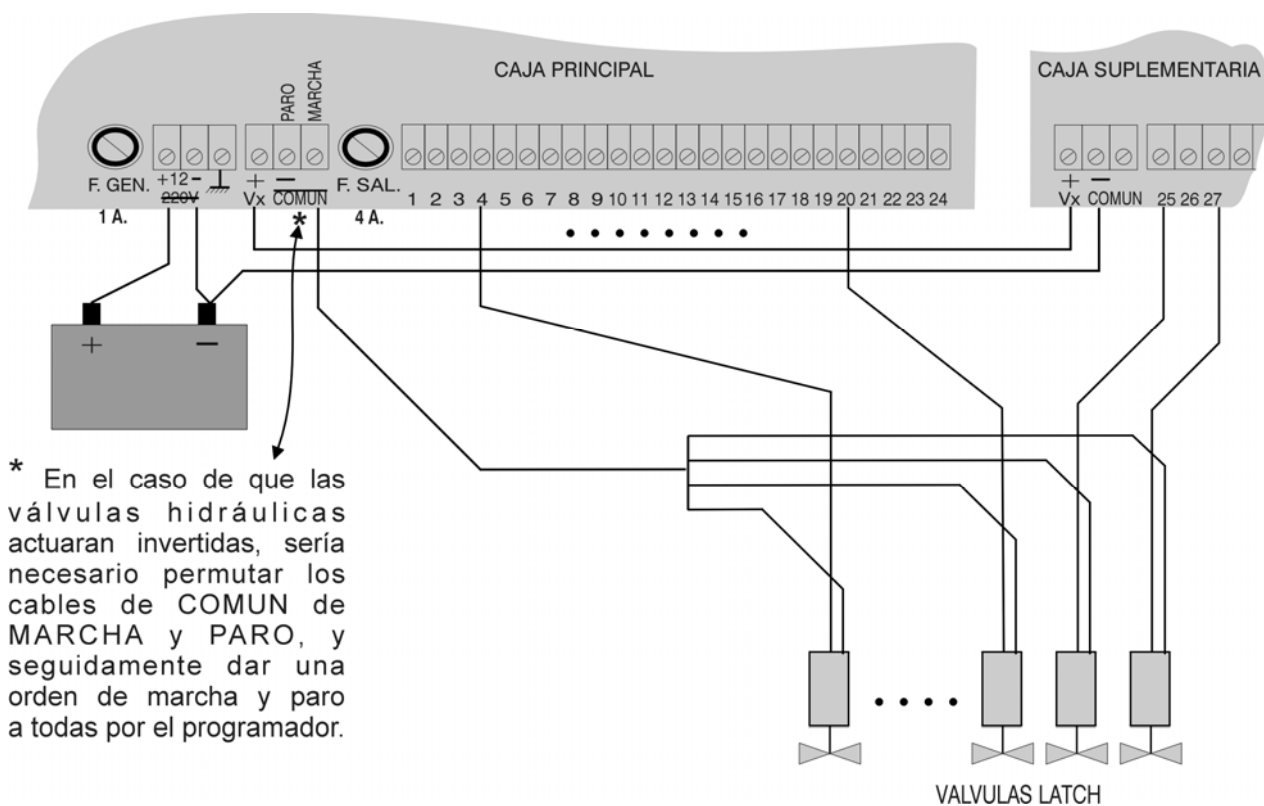 CAJA PRINCIPAL
CAJA SUPLEMENTARIA
PARO
MARCHA
F. GEN.
1 A.
+12 -
220V
+ -
Vx COMUN
*
F. SAL.
4 A.
1 2 3 4 5 6 7 8 9 10 11 12 13 14 15 16 17 18 19 20 21 22 23 24
+ -
Vx COMUN
25 26 27
+ -
* En el caso de que las
válvulas hidráulicas
actuaran invertidas, sería
necesario permutar los
cables de COMUN de
MARCHA y PARO, y
seguidamente dar una
orden de marcha y paro
a todas por el programador.
VALVULAS LATCH